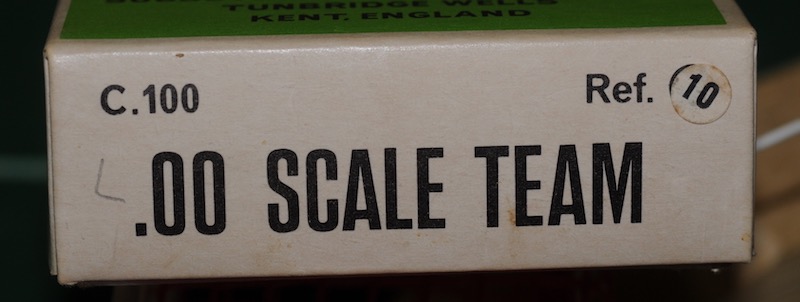 TUNBRIDGE WELLS
KENT, ENGLAND
C.100 Ref. 10
.00 SCALE TEAM